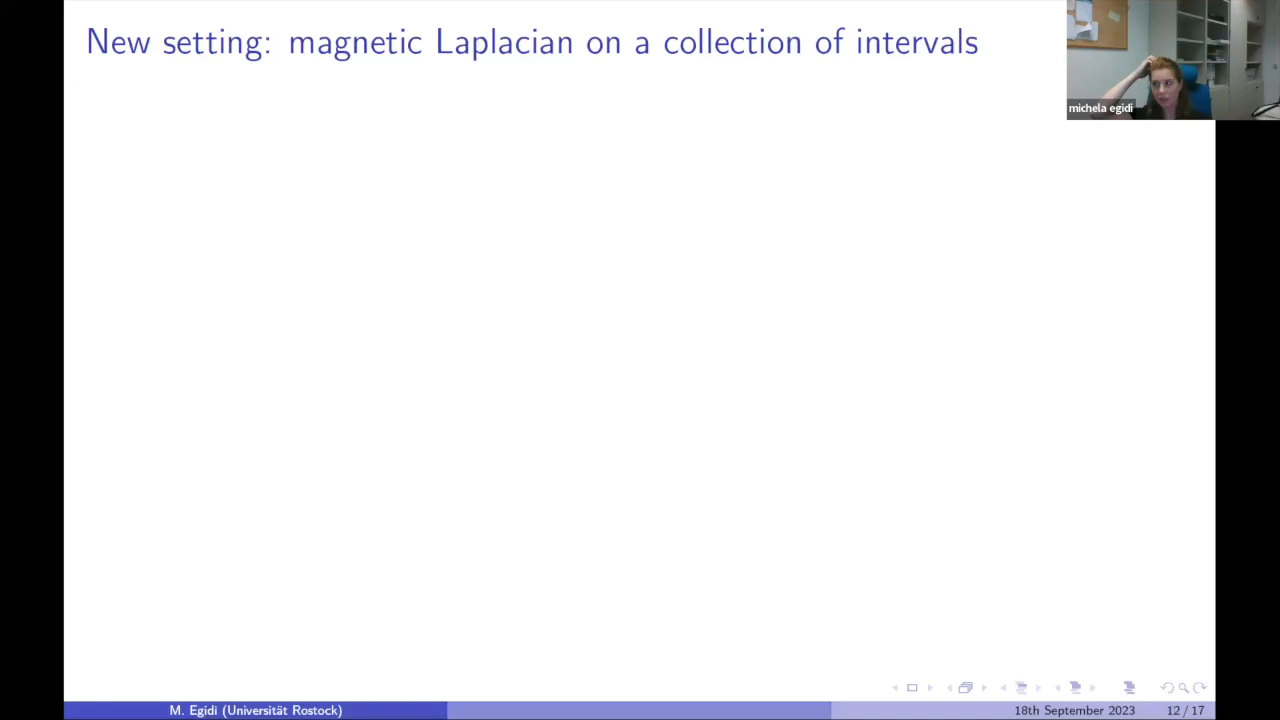 New setting: magnetic Laplacian on a collection of intervals
michela egidi
M. Egidi (Universität Rostock)
18th September 2023
12 / 17